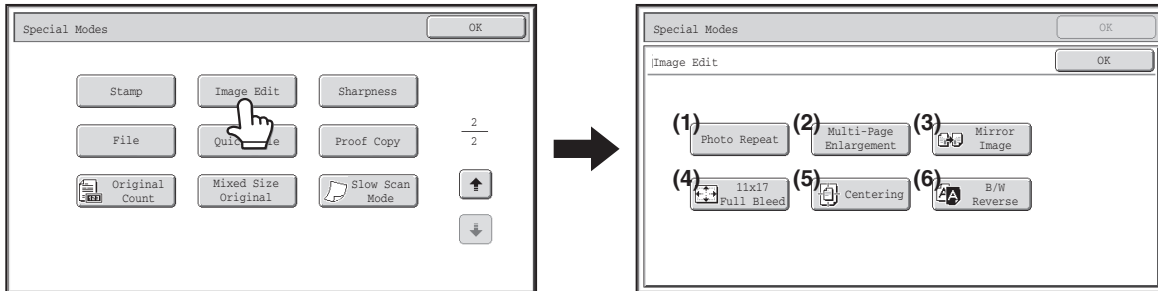 Special Modes
OK
Stamp
Image Edit
Sharpness
File
Quick File
Proof Copy
2
2
Original
Count
Mixed Size
Original
Slow Scan
Mode
Special Modes
OK
Image Edit
OK
(1)
Photo Repeat
(2)
Multi-Page
Enlargement
(3)
Mirror
Image
(4)
11x17
Full Bleed
(5)
Centering
(6)
B/W
Reverse